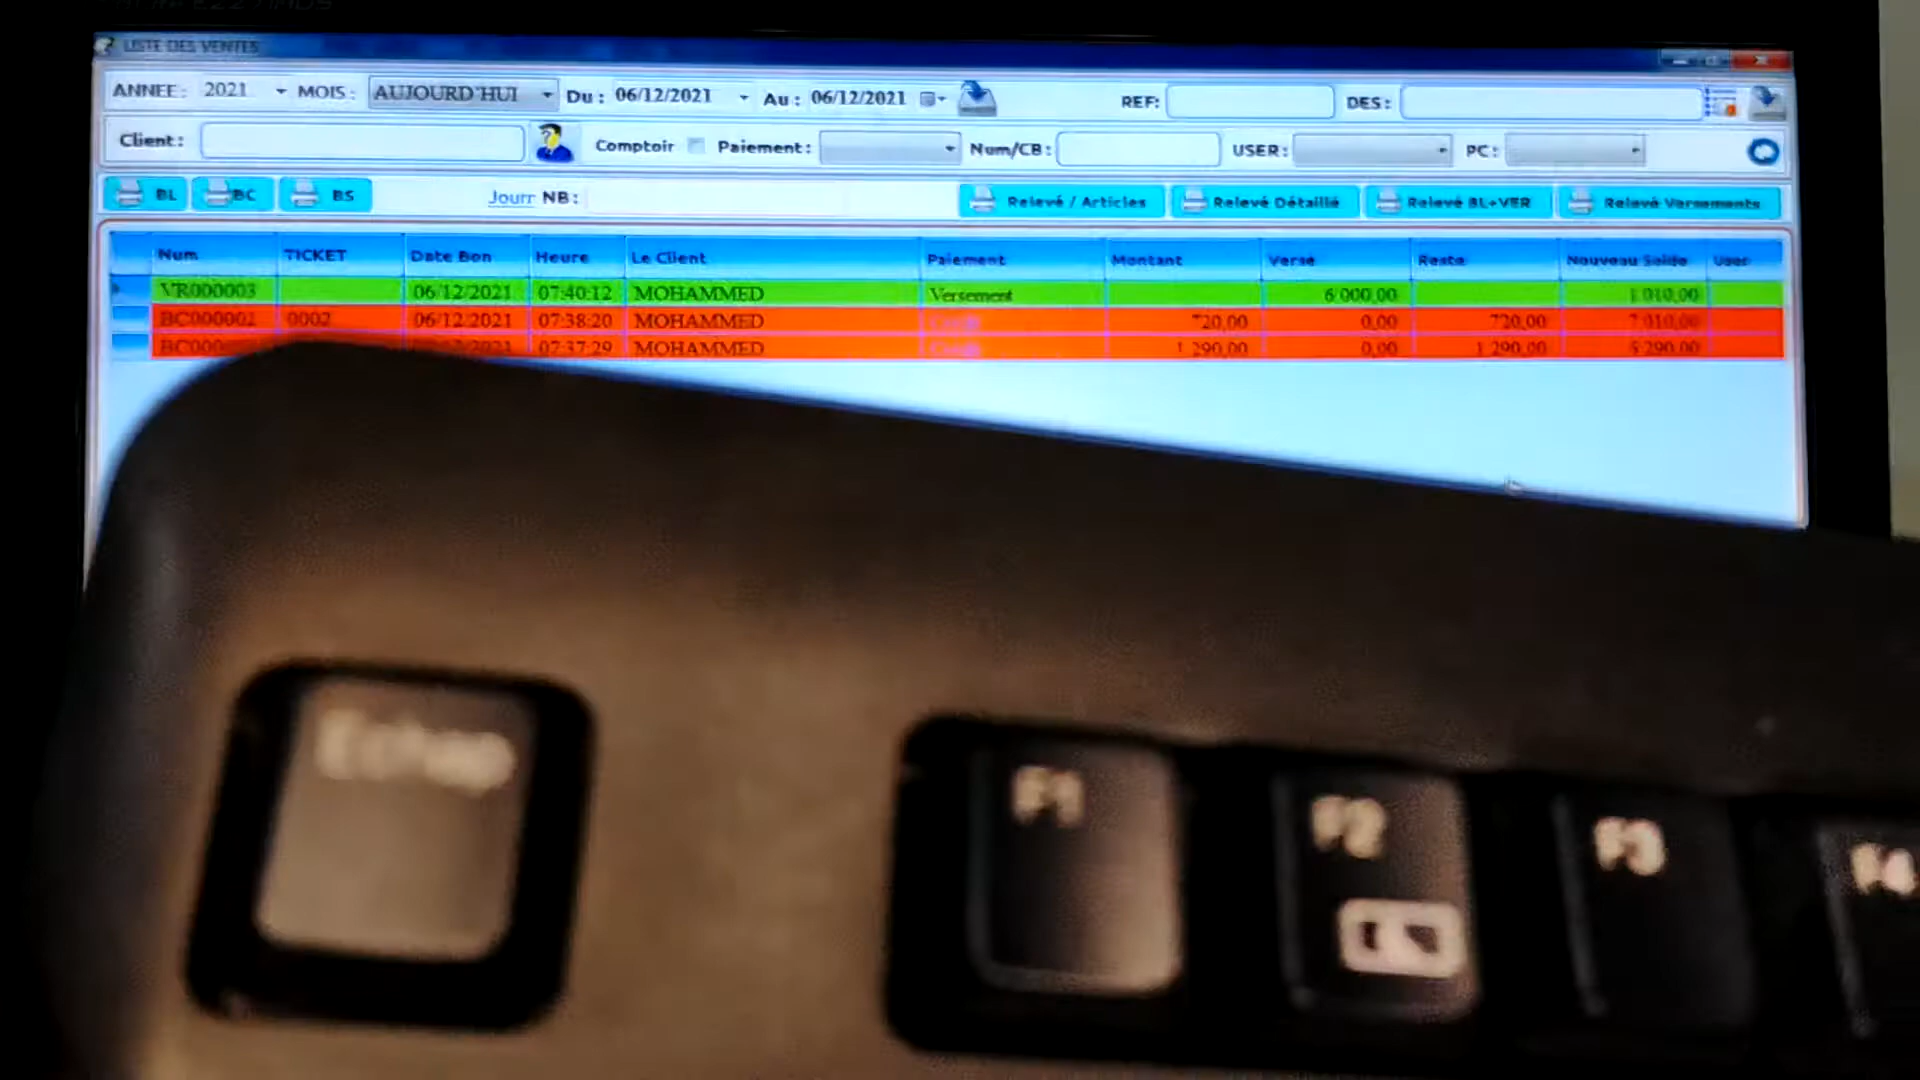 LISTE DES VENTES
ANNEE : 2021 MOIS : AUJOURD'HUI Du : 06/12/2021 Au : 06/12/2021 REF: DES :
Client : Comptoir Paiement : Num/CB : USER : PC :
BL BC BS Jourr NB : Relevé / Articles Relevé Détaillé Relevé BL+VER Relevé Versements
Num TICKET Date Bon Heure Le Client Paiement Montant Versé Reste Nouveau Solde User
VR000003 06/12/2021 07:40:12 MOHAMMED Versement 6 000,00 1 010,00
BC000002 0002 06/12/2021 07:38:20 MOHAMMED 720,00 0,00 720,00 7 010,00
07:37:29 MOHAMMED 1 290,00 0,00 1 290,00 6 290,00
Echap
F1 F2 F3 F4